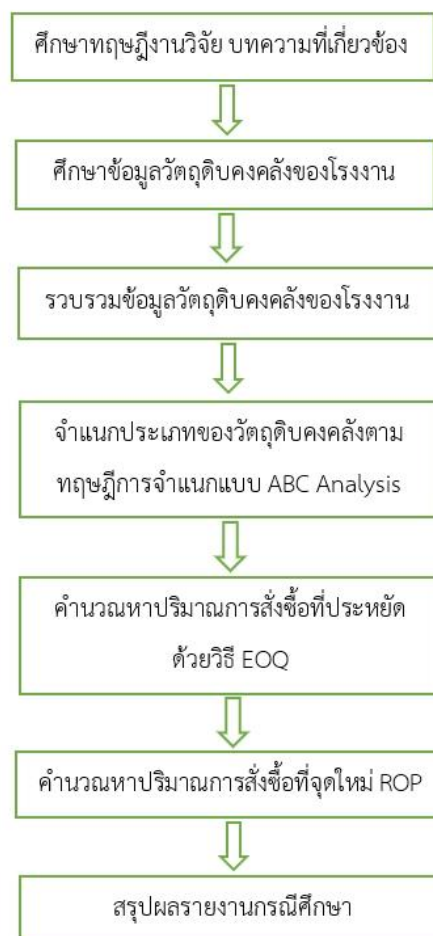 ศึกษาทฤษฎีงานวิจัย บทความที่เกี่ยวข้อง
ศึกษาข้อมูลวัตถุดิบคงคลังของโรงงาน
รวบรวมข้อมูลวัตถุดิบคงคลังของโรงงาน
จำแนกประเภทของวัตถุดิบคงคลังตาม
ทฤษฎีการจำแนกแบบ ABC Analysis
คำนวณหาปริมาณการสั่งซื้อที่ประหยัด
ด้วยวิธี EOQ
คำนวณหาปริมาณการสั่งซื้อที่จุดใหม่ ROP
สรุปผลรายงานกรณีศึกษา